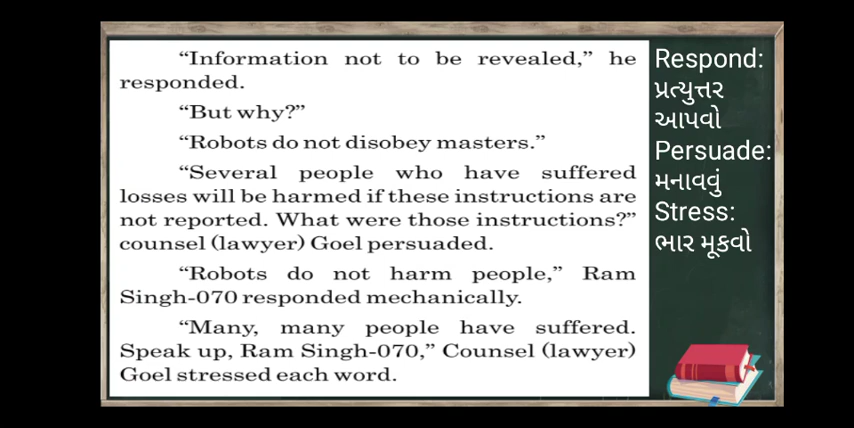 “Information not to be revealed,” he
responded.
“But why?”
“Robots do not disobey masters.”
“Several people who have suffered
losses will be harmed if these instructions are
not reported. What were those instructions?”
counsel (lawyer) Goel persuaded.
“Robots do not harm people,” Ram
Singh-070 responded mechanically.
“Many, many people have suffered.
Speak up, Ram Singh-070,” Counsel (lawyer)
Goel stressed each word.
Respond:
પ્રત્યુત્તર
આપવો
Persuade:
મનાવવું
Stress:
ભાર મૂકવો